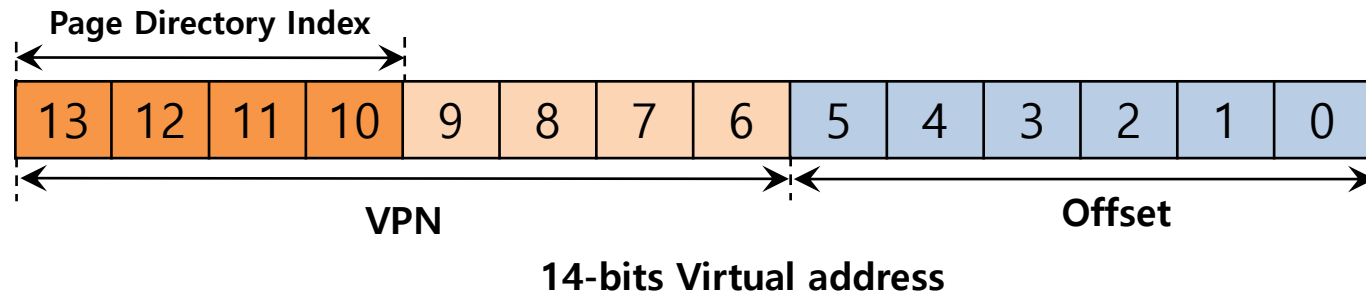 Page Directory Index
13 12 11 10 9 8 7 6 5 4 3 2 1 0
VPN Offset
14-bits Virtual address